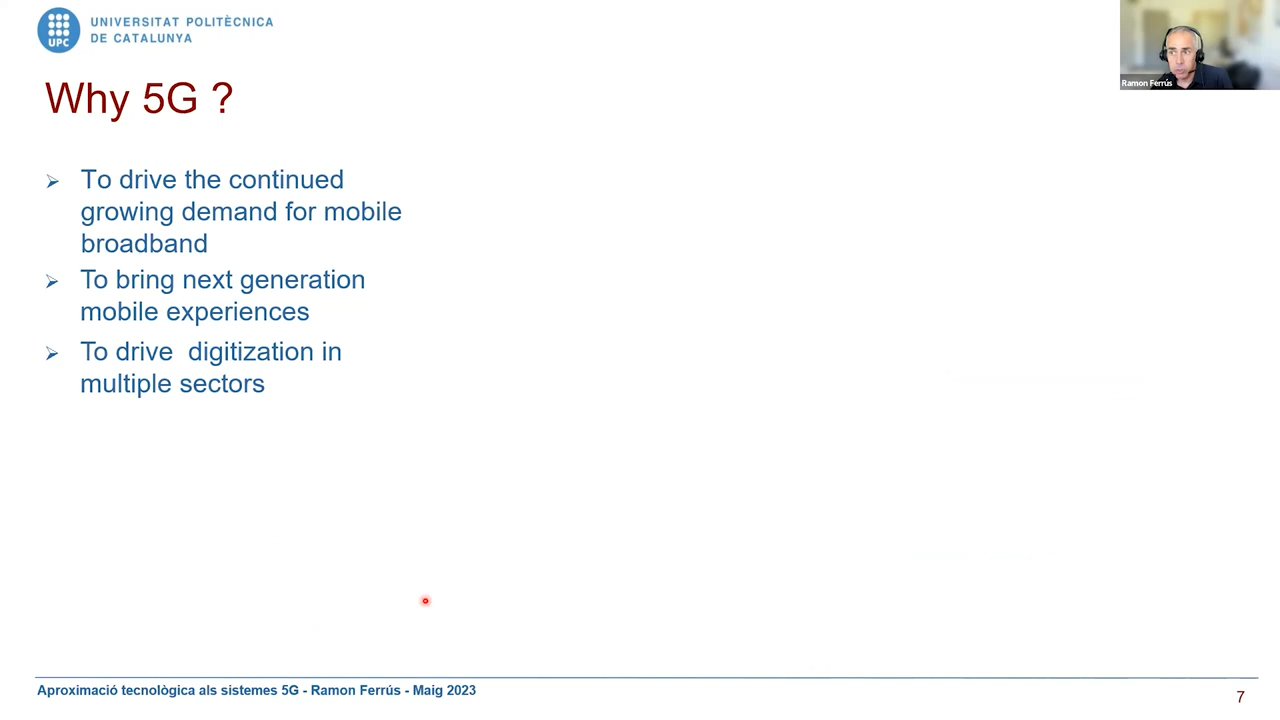 UNIVERSITAT POLITÈCNICA
DE CATALUNYA
UPC
Ramon Ferrús
Why 5G ?
To drive the continued
growing demand for mobile
broadband
To bring next generation
mobile experiences
To drive  digitization in
multiple sectors
Aproximació tecnològica als sistemes 5G - Ramon Ferrús - Maig 2023
7